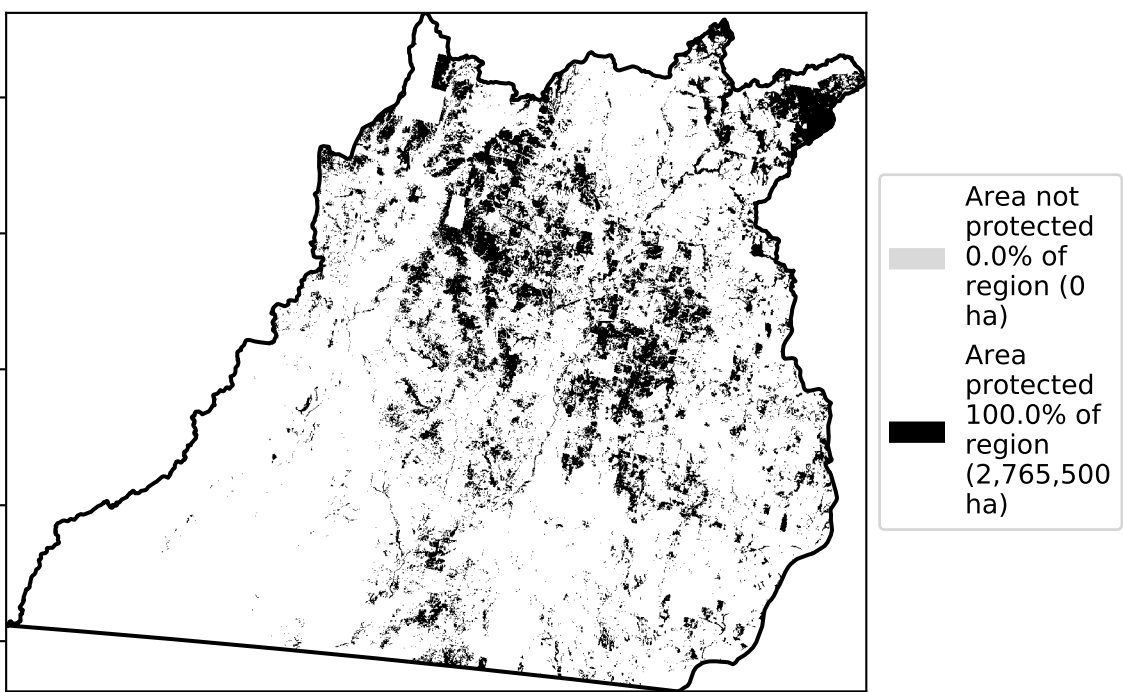 Area not
protected
0.0% of
region (0
ha)
Area
protected
100.0% of
region
(2,765,500
ha)